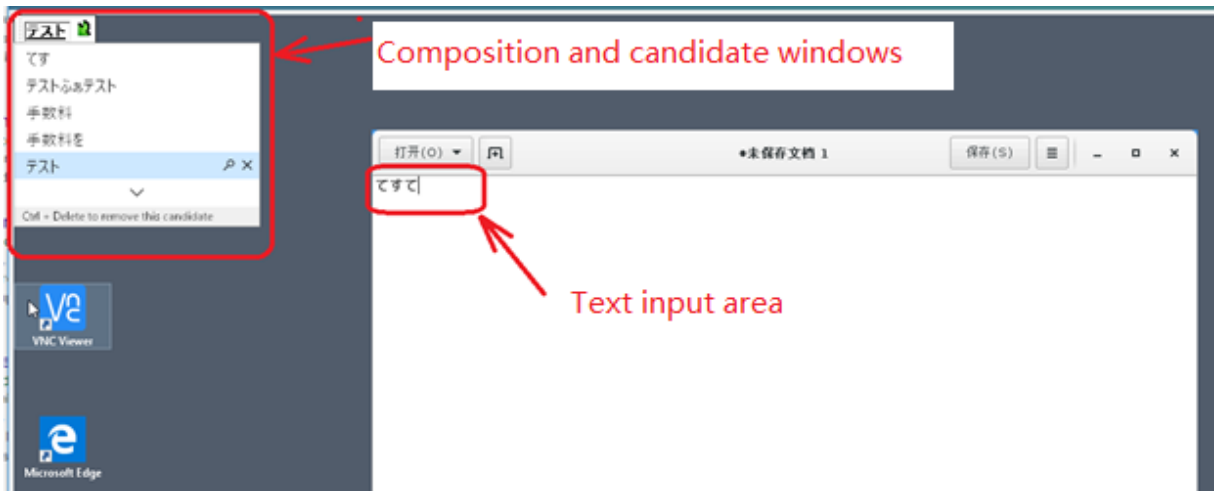 テスト
てす
テストふぁテスト
手数料
手数料を
テスト
Ctrl + Delete to remove this candidate
Composition and candidate windows
打开(O)
•未保存文档 1
保存(S)
てすて
Text input area
VNC Viewer
Microsoft Edge